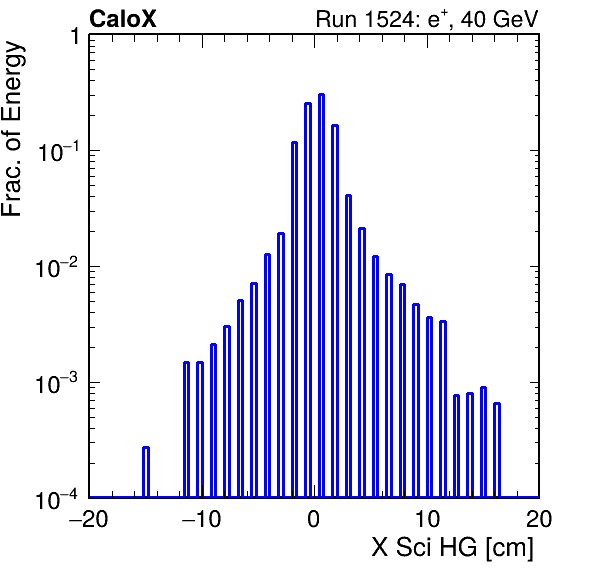 CaloX Run 1524: e⁺, 40 GeV
Frac. of Energy
1
10⁻¹
10⁻²
10⁻³
10⁻⁴
−20 −10 0 10 20
X Sci HG [cm]